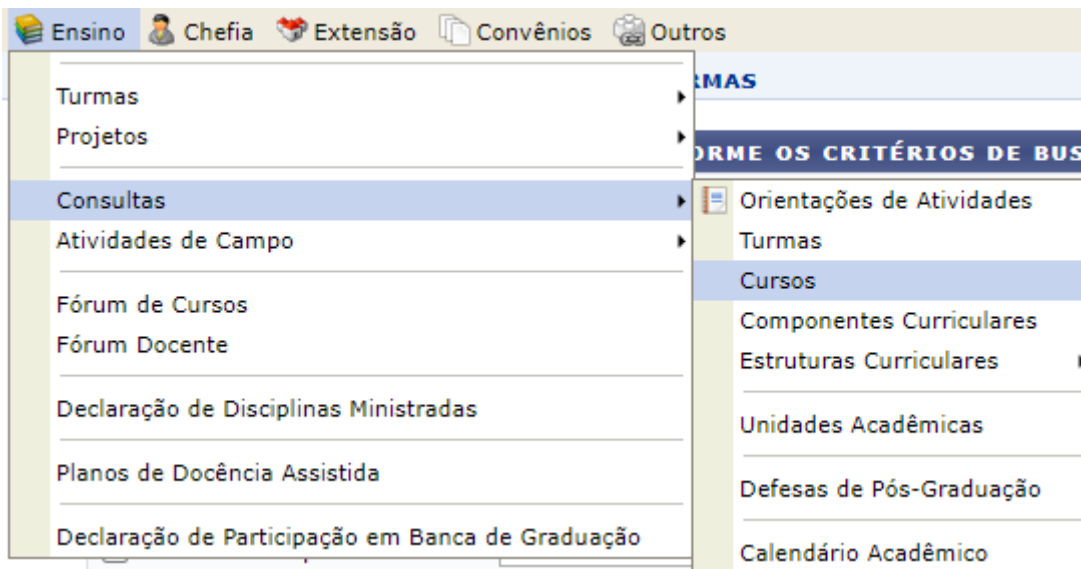 Ensino Chefia Extensão Convênios Outros
RMAS
Turmas
Projetos
ORME OS CRITÉRIOS DE BUS
Consultas
Atividades de Campo
Fórum de Cursos
Fórum Docente
Declaração de Disciplinas Ministradas
Planos de Docência Assistida
Declaração de Participação em Banca de Graduação
Orientações de Atividades
Turmas
Cursos
Componentes Curriculares
Estruturas Curriculares
Unidades Acadêmicas
Defesas de Pós-Graduação
Calendário Acadêmico